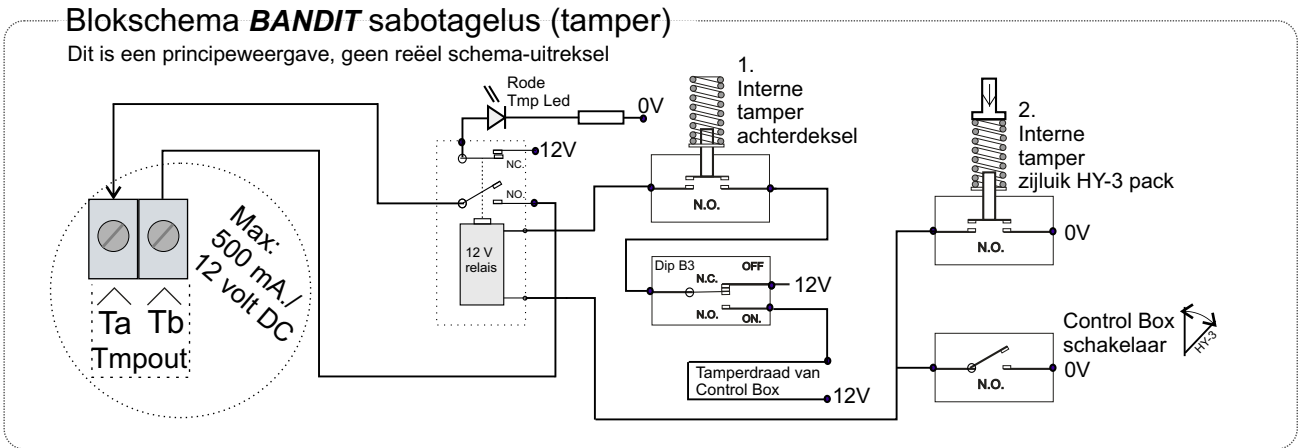 Blokschema BANDIT sabotagelus (tamper)
Dit is een principeweergave, geen reëel schema-uitreksel
Rode
Tmp Led
0V
12V
NC.
NO.
12 V
relais
Max:
500 mA./
12 volt DC
Ta Tb
Tmpout
1.
Interne
tamper
achterdeksel
N.O.
Dip B3
OFF
N.C.
12V
N.O.
ON.
Tamperdraad van
Control Box
12V
2.
Interne
tamper
zijluik HY-3 pack
0V
N.O.
Control Box
schakelaar
HY-3
0V
N.O.